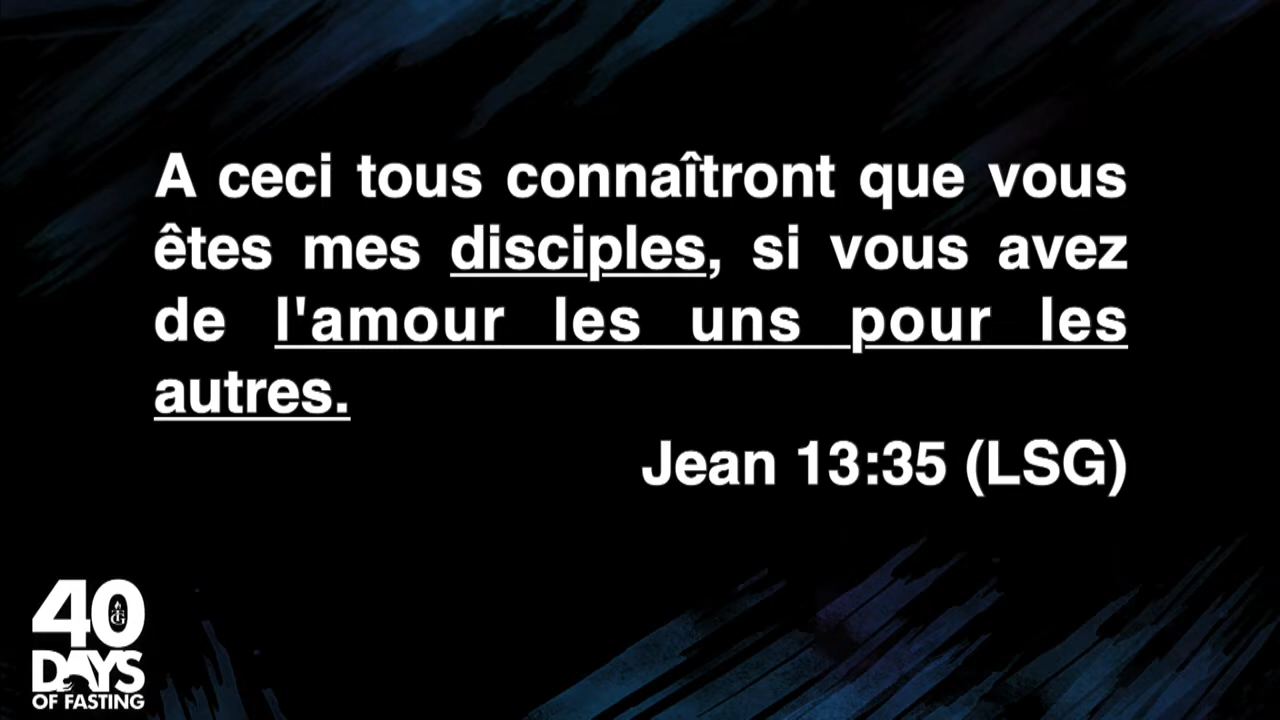 A ceci tous connaîtront que vous
êtes mes disciples, si vous avez
de l'amour les uns pour les
autres.
Jean 13:35 (LSG)
40
DAYS
OF FASTING